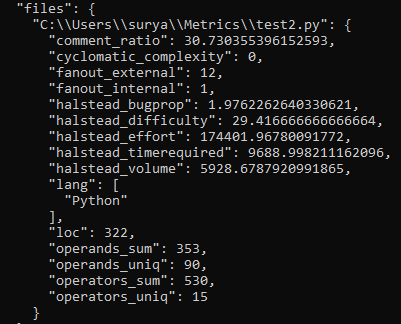 "files": {
"C:\\Users\\surya\\Metrics\\test2.py": {
"comment_ratio": 30.730355396152593,
"cyclomatic_complexity": 0,
"fanout_external": 12,
"fanout_internal": 1,
"halstead_bugprop": 1.9762262640330621,
"halstead_difficulty": 29.416666666666664,
"halstead_effort": 174401.96780091772,
"halstead_timerequired": 9688.998211162096,
"halstead_volume": 5928.6787920991865,
"lang": [
"Python"
],
"loc": 322,
"operands_sum": 353,
"operands_uniq": 90,
"operators_sum": 530,
"operators_uniq": 15
}